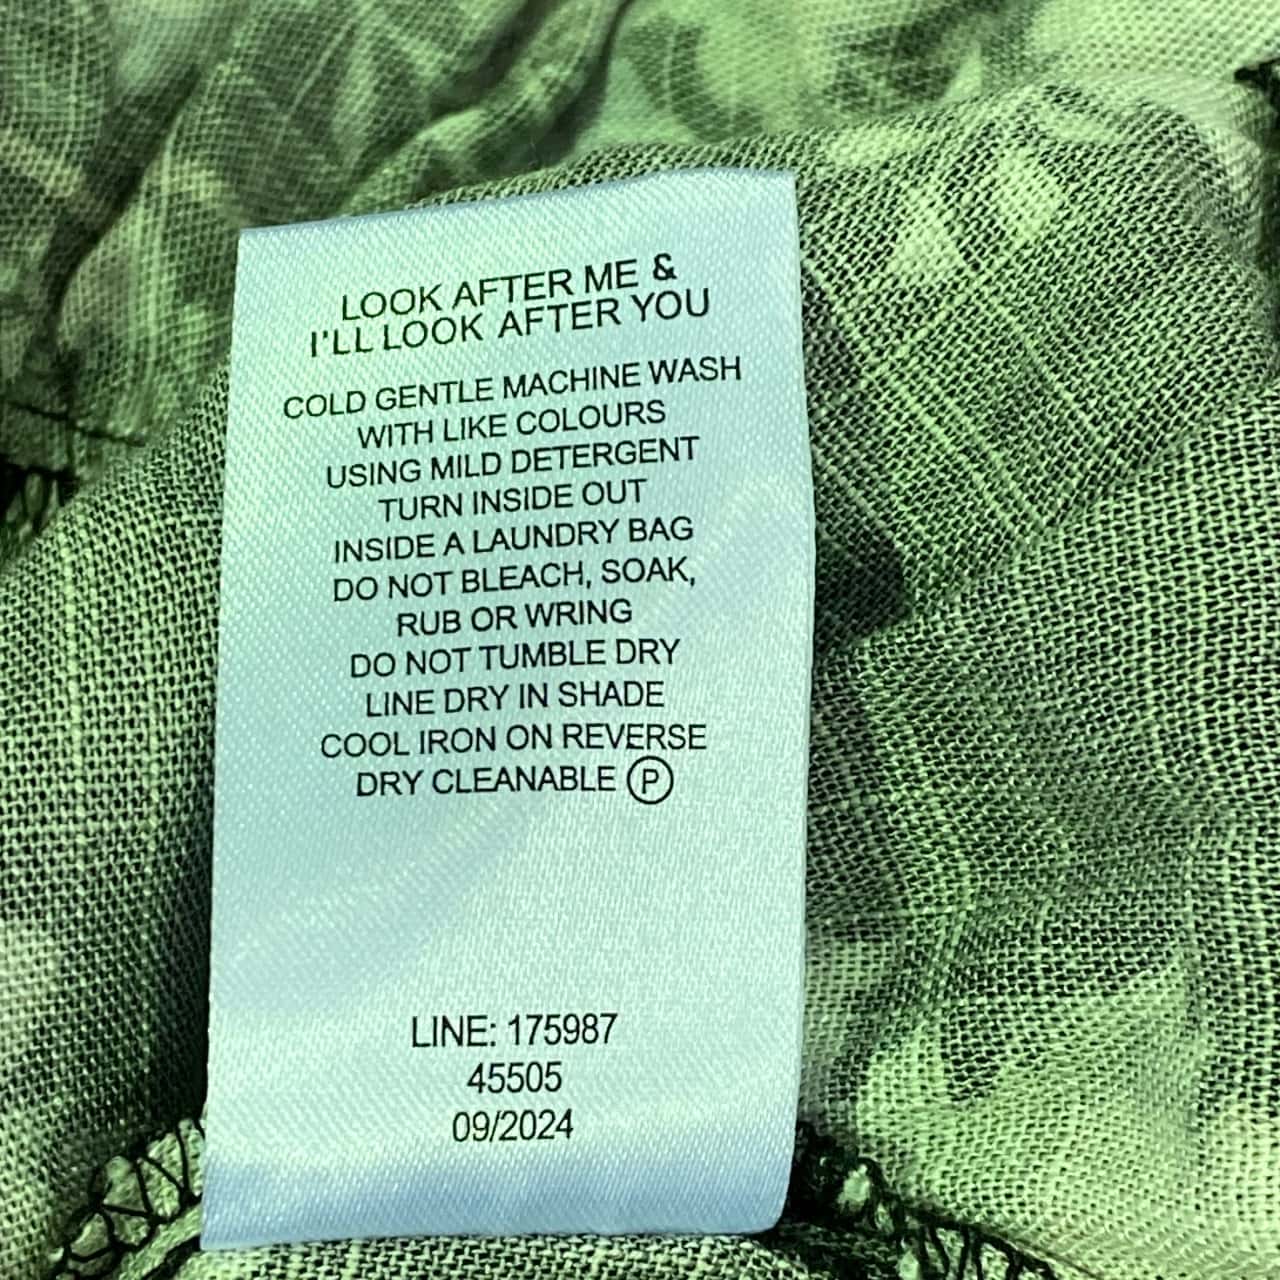 LOOK AFTER ME &
I'LL LOOK AFTER YOU
COLD GENTLE MACHINE WASH
WITH LIKE COLOURS
USING MILD DETERGENT
TURN INSIDE OUT
INSIDE A LAUNDRY BAG
DO NOT BLEACH, SOAK,
RUB OR WRING
DO NOT TUMBLE DRY
LINE DRY IN SHADE
COOL IRON ON REVERSE
DRY CLEANABLE Ⓟ
LINE: 175987
45505
09/2024